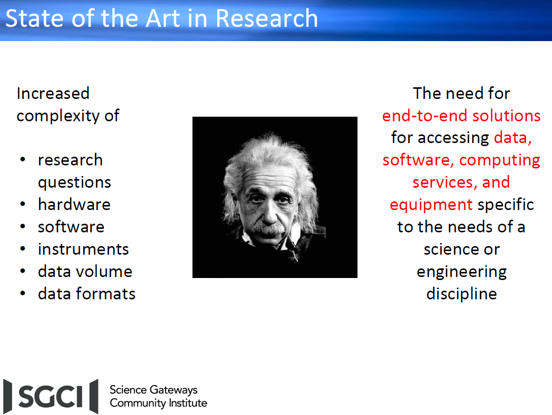 State of the Art in Research
Increased
complexity of
• research
questions
• hardware
• software
• instruments
• data volume
• data formats
The need for
end-to-end solutions
for accessing data,
software, computing
services, and
equipment specific
to the needs of a
science or
engineering
discipline
SGCI
Science Gateways
Community Institute